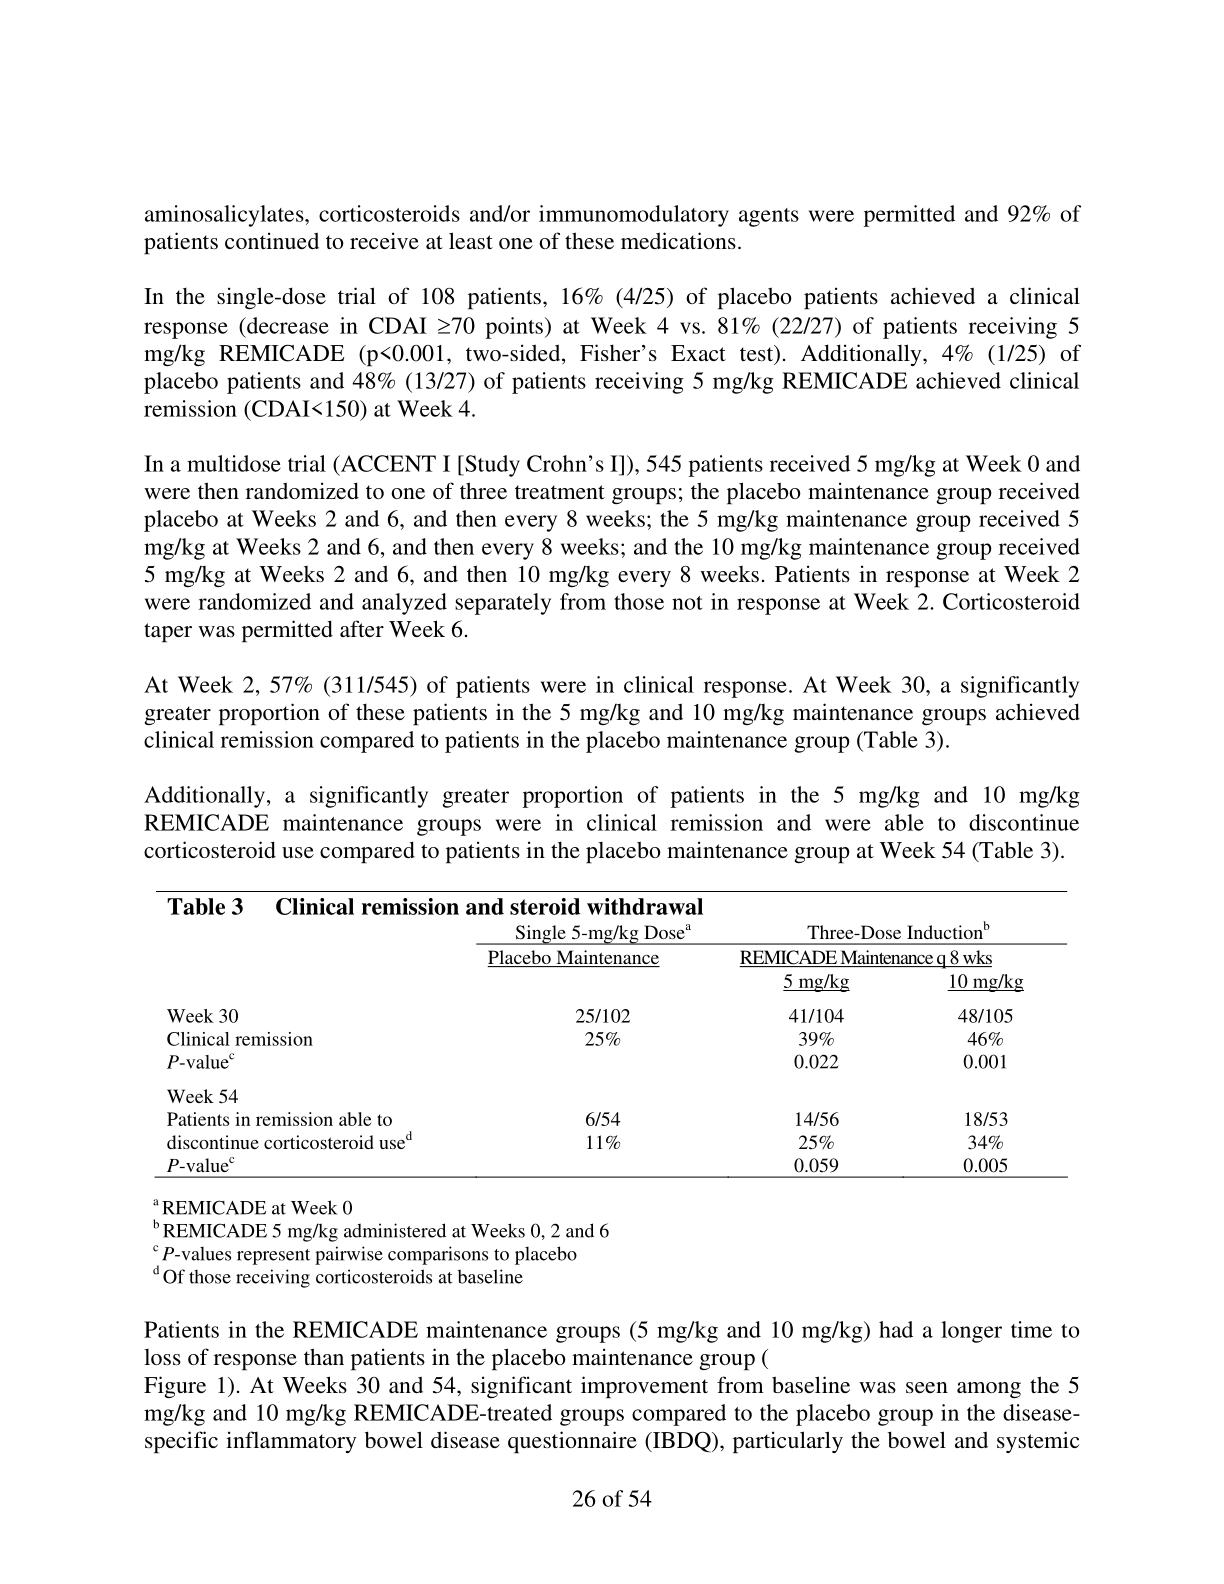 aminosalicylates, corticosteroids and/or immunomodulatory agents were permitted and 92% of
patients continued to receive at least one of these medications.
In the single-dose trial of 108 patients, 16% (4/25) of placebo patients achieved a clinical
response (decrease in CDAI ≥70 points) at Week 4 vs. 81% (22/27) of patients receiving 5
mg/kg REMICADE (p<0.001, two-sided, Fisher’s Exact test). Additionally, 4% (1/25) of
placebo patients and 48% (13/27) of patients receiving 5 mg/kg REMICADE achieved clinical
remission (CDAI<150) at Week 4.
In a multidose trial (ACCENT I [Study Crohn’s I]), 545 patients received 5 mg/kg at Week 0 and
were then randomized to one of three treatment groups; the placebo maintenance group received
placebo at Weeks 2 and 6, and then every 8 weeks; the 5 mg/kg maintenance group received 5
mg/kg at Weeks 2 and 6, and then every 8 weeks; and the 10 mg/kg maintenance group received
5 mg/kg at Weeks 2 and 6, and then 10 mg/kg every 8 weeks. Patients in response at Week 2
were randomized and analyzed separately from those not in response at Week 2. Corticosteroid
taper was permitted after Week 6.
At Week 2, 57% (311/545) of patients were in clinical response. At Week 30, a significantly
greater proportion of these patients in the 5 mg/kg and 10 mg/kg maintenance groups achieved
clinical remission compared to patients in the placebo maintenance group (Table 3).
Additionally, a significantly greater proportion of patients in the 5 mg/kg and 10 mg/kg
REMICADE maintenance groups were in clinical remission and were able to discontinue
corticosteroid use compared to patients in the placebo maintenance group at Week 54 (Table 3).
Table 3 Clinical remission and steroid withdrawal
Single 5-mg/kg Dose^a Three-Dose Induction^b
Placebo Maintenance REMICADE Maintenance q 8 wks
5 mg/kg 10 mg/kg
Week 30 25/102 41/104 48/105
Clinical remission 25% 39% 46%
P-value^c 0.022 0.001
Week 54
Patients in remission able to 6/54 14/56 18/53
discontinue corticosteroid use^d 11% 25% 34%
P-value^c 0.059 0.005
^a REMICADE at Week 0
^b REMICADE 5 mg/kg administered at Weeks 0, 2 and 6
^c P-values represent pairwise comparisons to placebo
^d Of those receiving corticosteroids at baseline
Patients in the REMICADE maintenance groups (5 mg/kg and 10 mg/kg) had a longer time to
loss of response than patients in the placebo maintenance group (
Figure 1). At Weeks 30 and 54, significant improvement from baseline was seen among the 5
mg/kg and 10 mg/kg REMICADE-treated groups compared to the placebo group in the disease-
specific inflammatory bowel disease questionnaire (IBDQ), particularly the bowel and systemic
26 of 54